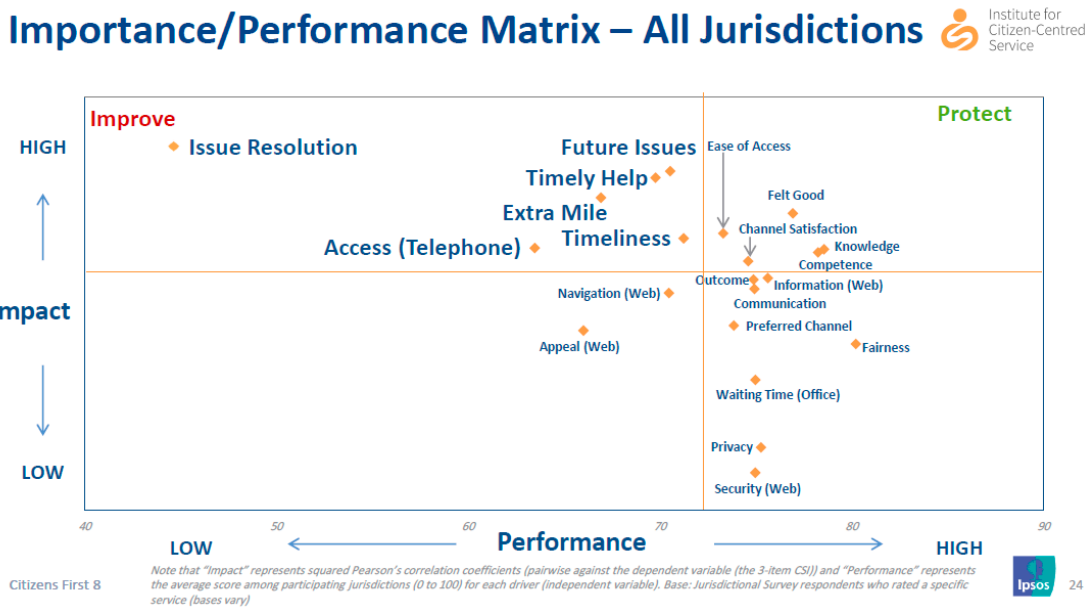 Importance/Performance Matrix – All Jurisdictions
Institute for
Citizen-Centred
Service
Improve
Protect
HIGH
Issue Resolution
Future Issues
Ease of Access
Timely Help
Felt Good
Extra Mile
Channel Satisfaction
Timeliness
Access (Telephone)
Knowledge
Competence
Outcome
Information (Web)
Navigation (Web)
Communication
mpact
Preferred Channel
Appeal (Web)
Fairness
Waiting Time (Office)
Privacy
LOW
Security (Web)
40 50 60 70 80 90
LOW Performance HIGH
Note that "Impact" represents squared Pearson's correlation coefficients (pairwise against the dependent variable (the 3-item CSI)) and "Performance" represents
the average score among participating jurisdictions (0 to 100) for each driver (independent variable). Base: Jurisdictional Survey respondents who rated a specific
service (bases vary)
Citizens First 8
Ipsos
24